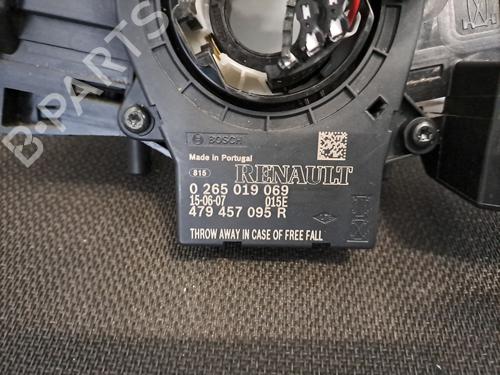 B-PARTS
BOSCH
Made in Portugal
815 RENAULT
0 265 019 069
15-06-07 Q15E
479 457 095 R
THROW AWAY IN CASE OF FREE FALL